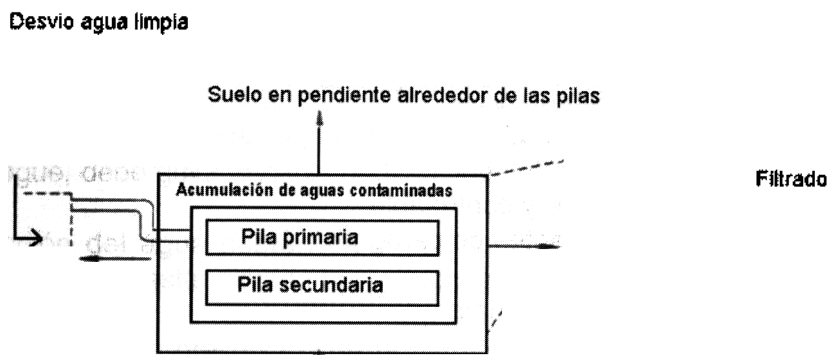 Desvio agua limpia
Suelo en pendiente alrededor de las pilas
Acumulación de aguas contaminadas
Filtrado
Pila primaria
Pila secundaria